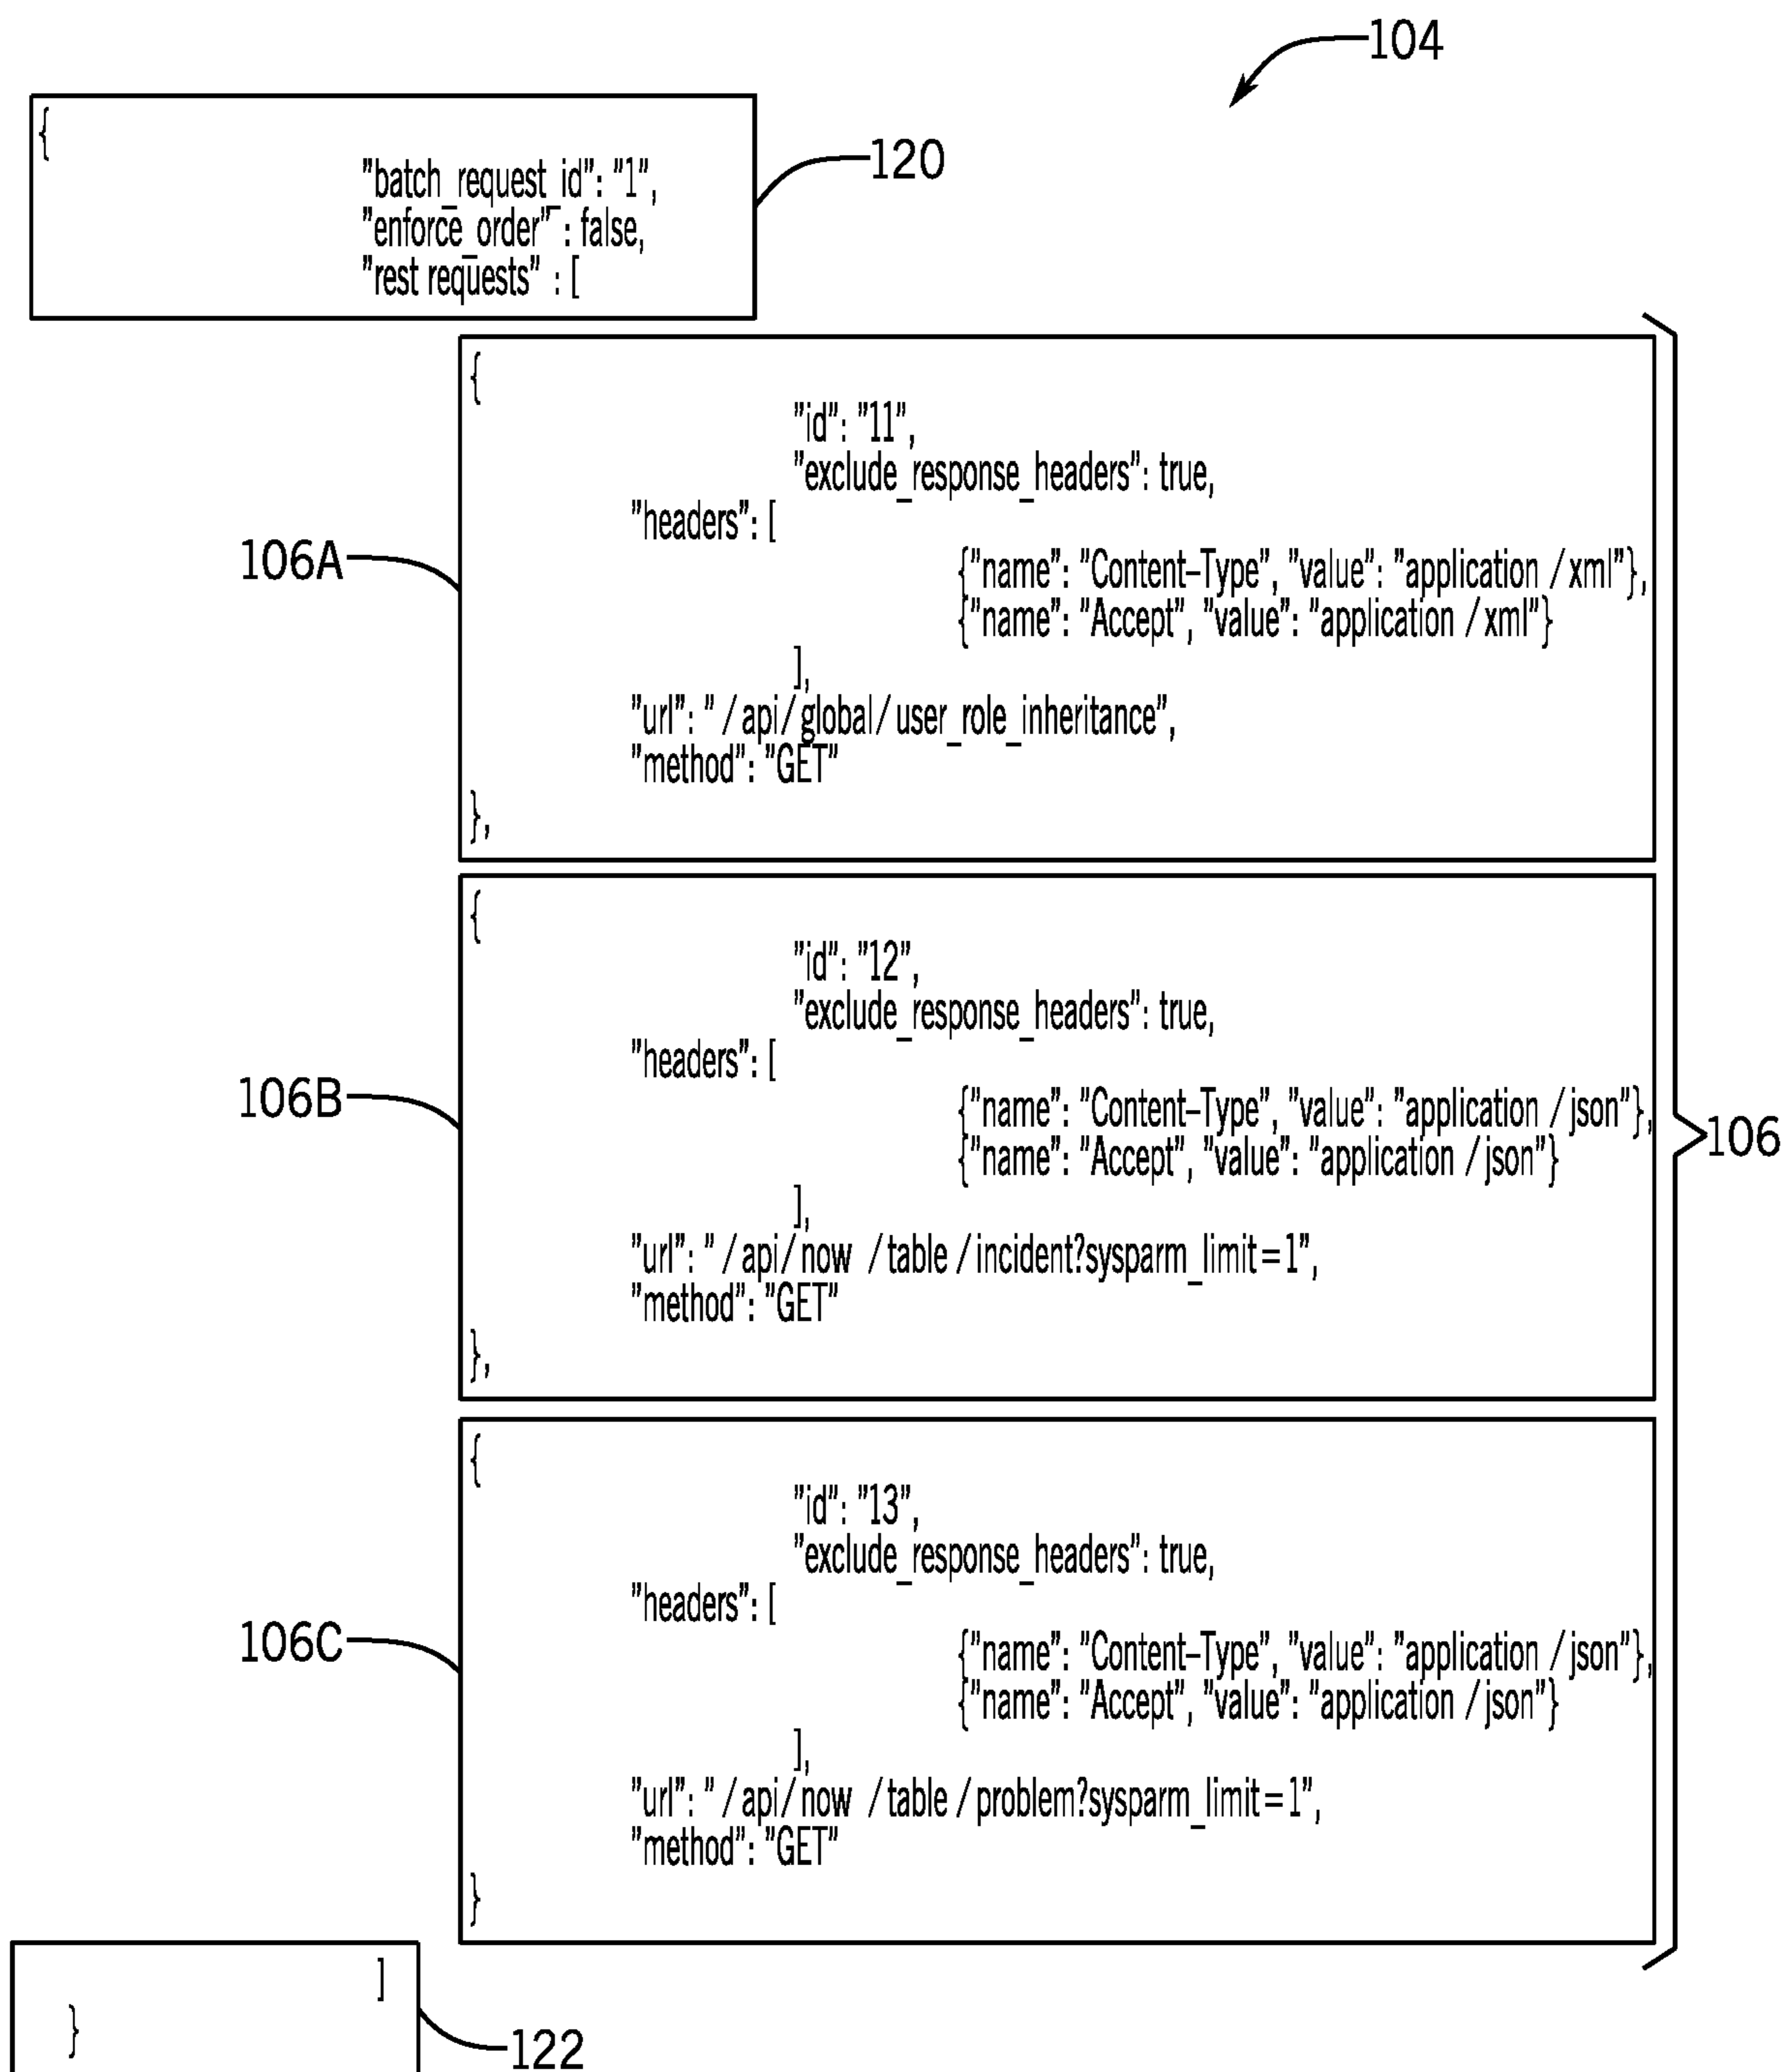 104
{
"batch_request_id": "1",
"enforce_order" : false,
"rest requests" : [
120
{
"id": "11",
"exclude_response_headers": true,
"headers": [
{"name": "Content-Type", "value": "application /xml"},
{"name": "Accept", "value": "application /xml"}
],
"url": " /api/global/user_role_inheritance",
"method": "GET"
},
106A
{
"id": "12",
"exclude_response_headers": true,
"headers": [
{"name": "Content-Type", "value": "application /json"},
{"name": "Accept", "value": "application /json"}
],
"url": " /api/now /table /incident?sysparm_limit=1",
"method": "GET"
},
106B
106
{
"id": "13",
"exclude_response_headers": true,
"headers": [
{"name": "Content-Type", "value": "application /json"},
{"name": "Accept", "value": "application /json"}
],
"url": " /api/now /table /problem?sysparm_limit=1",
"method": "GET"
}
106C
]
}
122